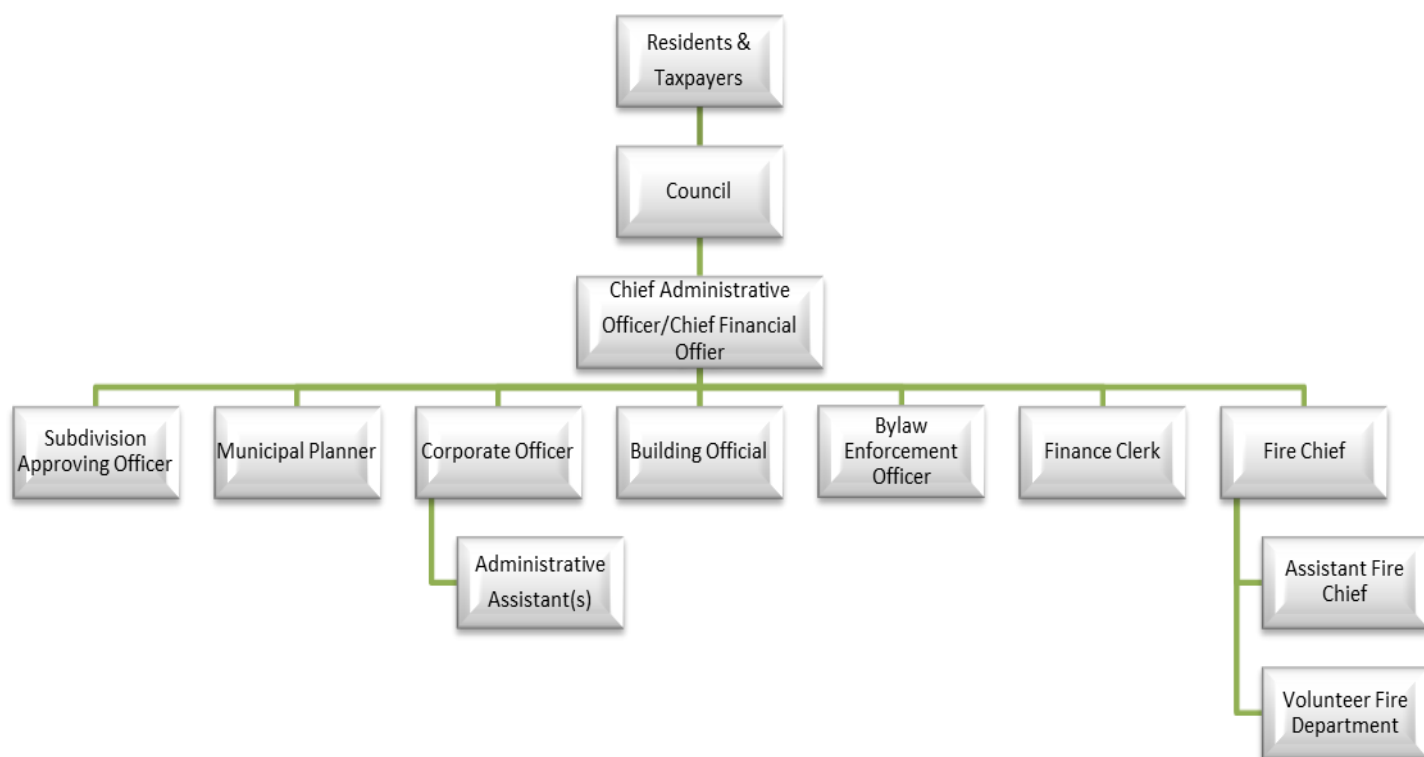 Residents &
Taxpayers
Council
Chief Administrative
Officer/Chief Financial
Offier
Subdivision
Approving Officer
Municipal Planner
Corporate Officer
Building Official
Bylaw
Enforcement
Officer
Finance Clerk
Fire Chief
Administrative
Assistant(s)
Assistant Fire
Chief
Volunteer Fire
Department